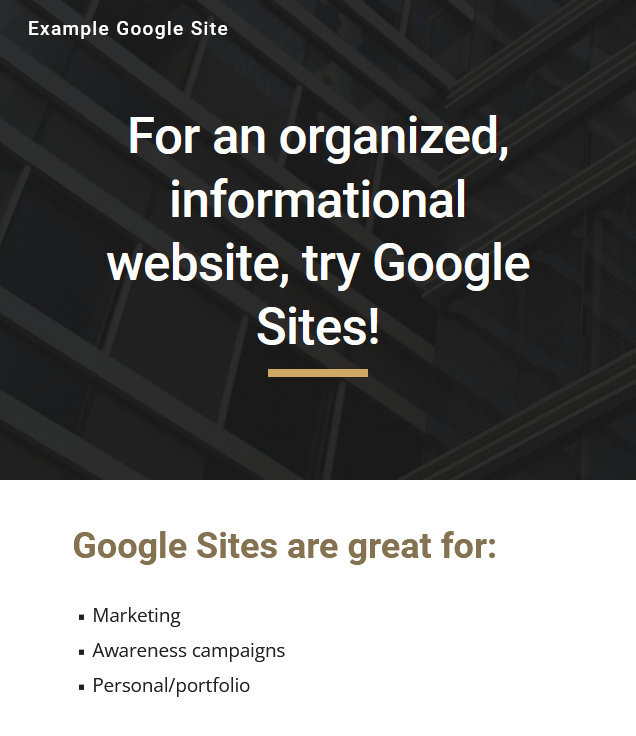 Example Google Site
For an organized,
informational
website, try Google
Sites!
Google Sites are great for:
▪ Marketing
▪ Awareness campaigns
▪ Personal/portfolio